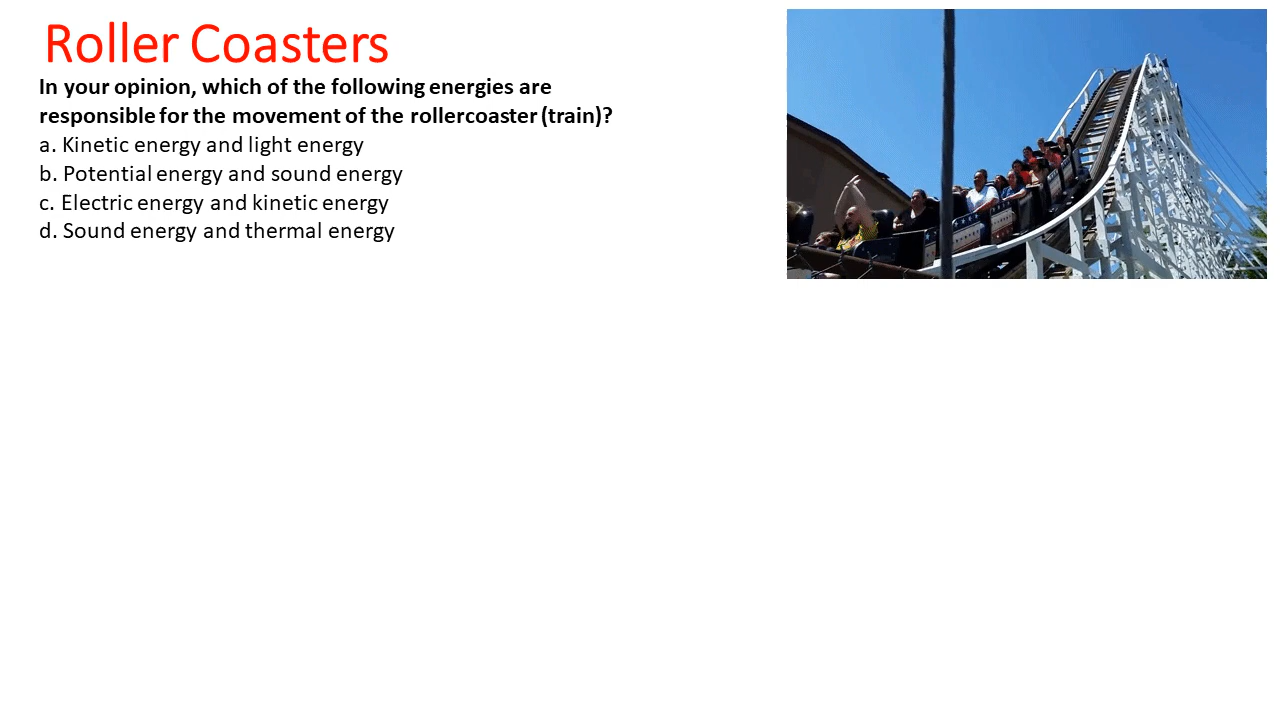 Roller Coasters
In your opinion, which of the following energies are
responsible for the movement of the rollercoaster (train)?
a. Kinetic energy and light energy
b. Potential energy and sound energy
c. Electric energy and kinetic energy
d. Sound energy and thermal energy